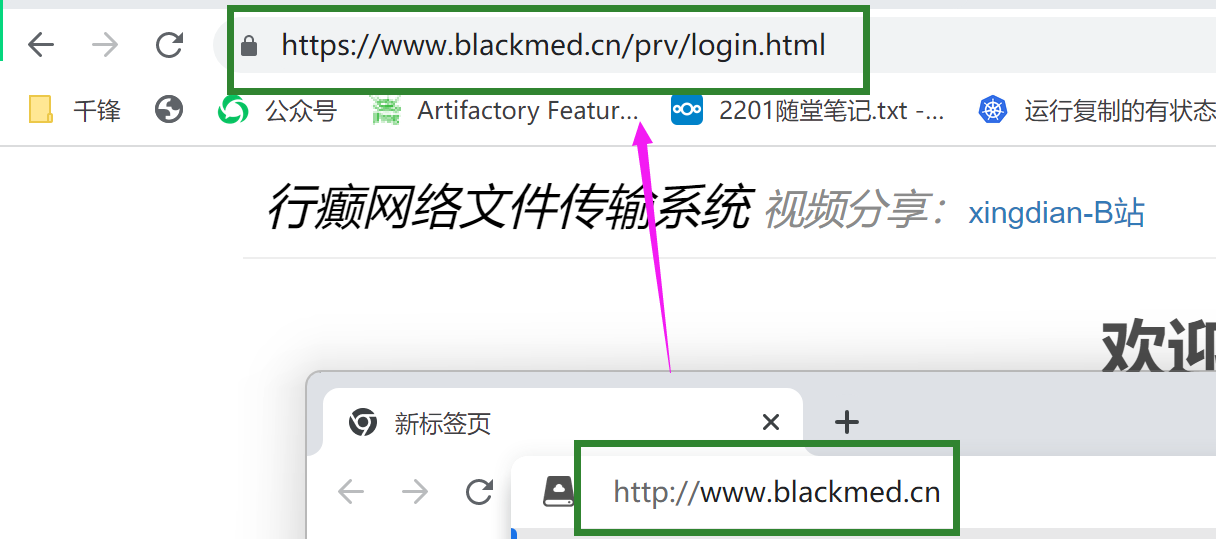 https://www.blackmed.cn/prv/login.html
千锋 公众号 Artifactory Featur... 2201随堂笔记.txt -... 运行复制的有状态
行癫网络文件传输系统 视频分享：xingdian-B站
欢迎
新标签页
http://www.blackmed.cn